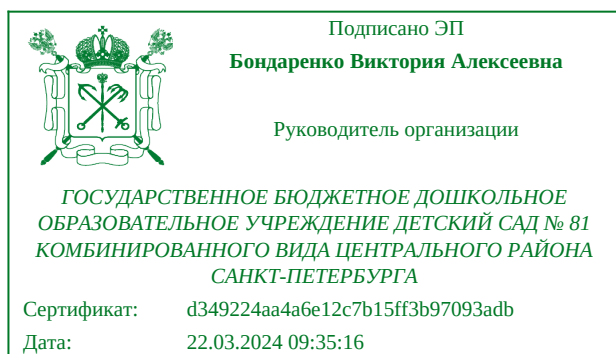 Подписано ЭП
Бондаренко Виктория Алексеевна
Руководитель организации
ГОСУДАРСТВЕННОЕ БЮДЖЕТНОЕ ДОШКОЛЬНОЕ
ОБРАЗОВАТЕЛЬНОЕ УЧРЕЖДЕНИЕ ДЕТСКИЙ САД № 81
КОМБИНИРОВАННОГО ВИДА ЦЕНТРАЛЬНОГО РАЙОНА
САНКТ-ПЕТЕРБУРГА
Сертификат: d349224aa4a6e12c7b15ff3b97093adb
Дата: 22.03.2024 09:35:16